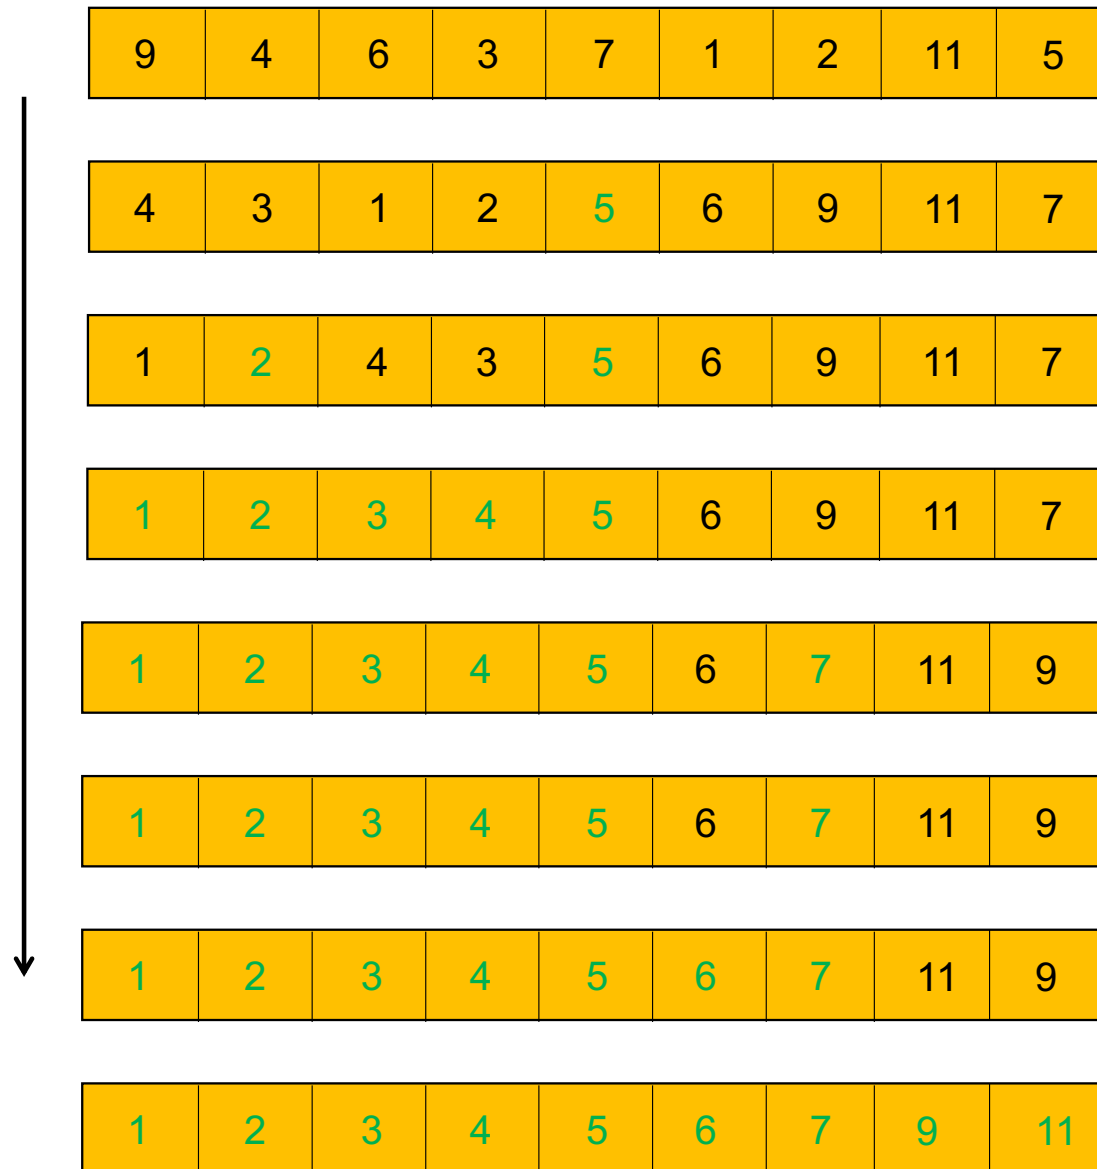 9 4 6 3 7 1 2 11 5
4 3 1 2 5 6 9 11 7
1 2 4 3 5 6 9 11 7
1 2 3 4 5 6 9 11 7
1 2 3 4 5 6 7 11 9
1 2 3 4 5 6 7 11 9
1 2 3 4 5 6 7 11 9
1 2 3 4 5 6 7 9 11